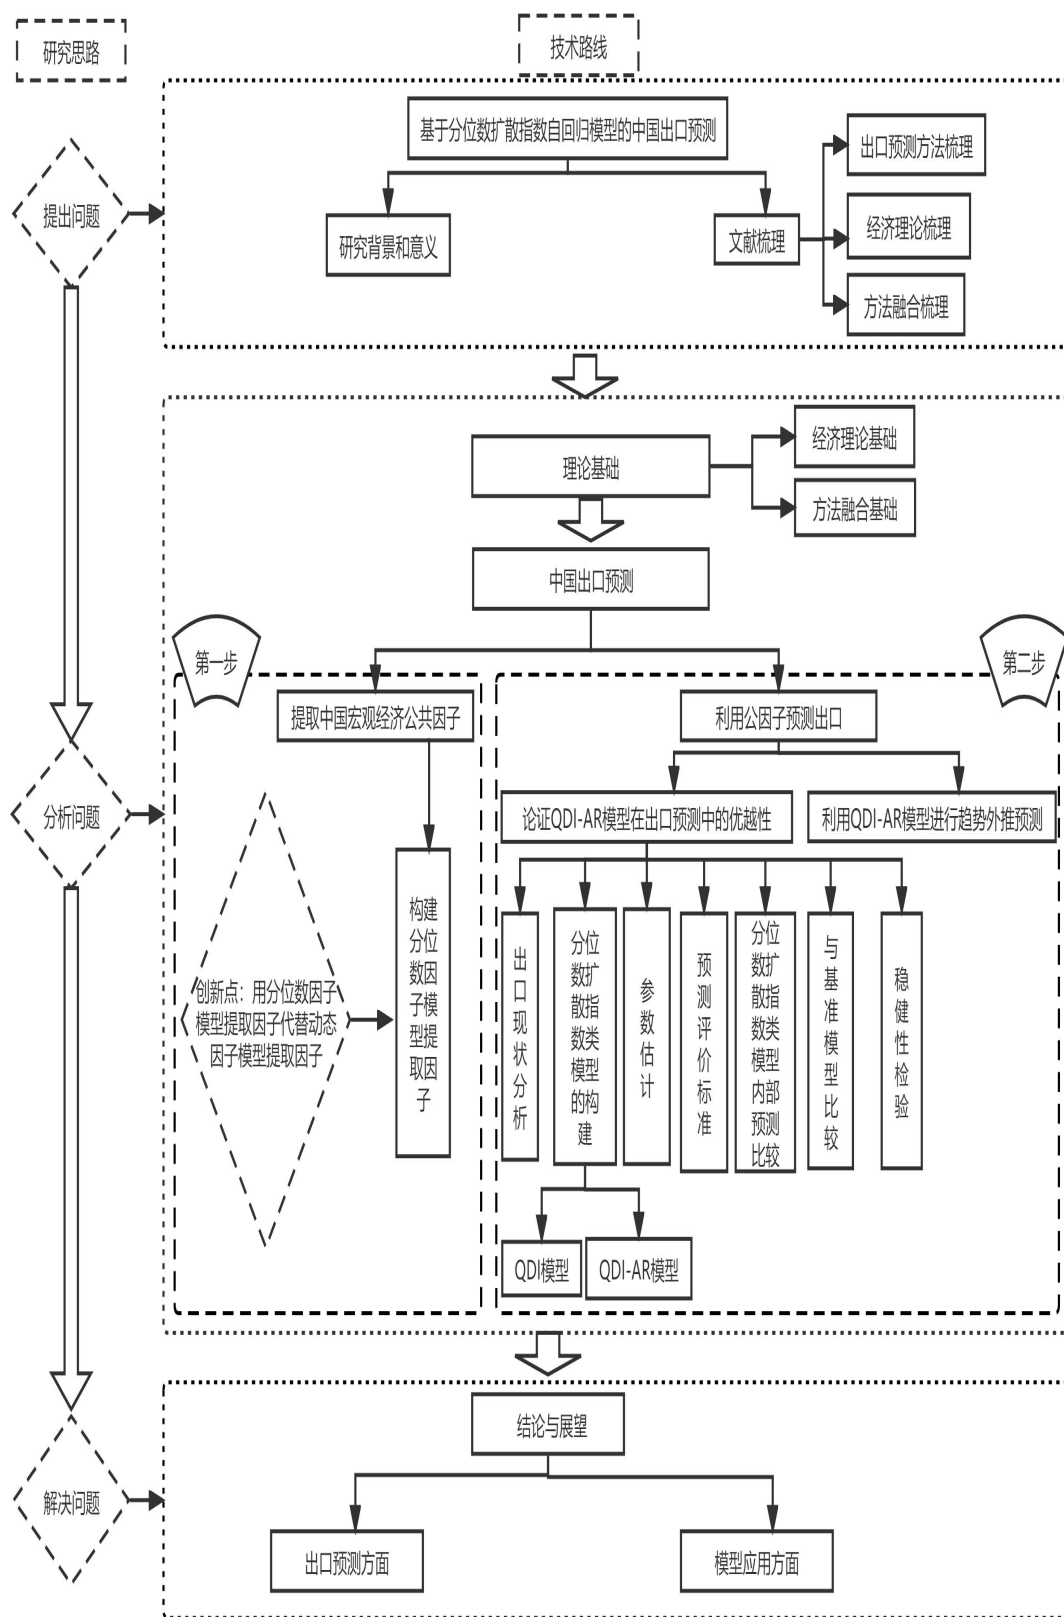 研究思路
技术路线
基于分位数扩散指数自回归模型的中国出口预测
出口预测方法梳理
提出问题
研究背景和意义
文献梳理
经济理论梳理
方法融合梳理
理论基础
经济理论基础
方法融合基础
中国出口预测
第一步
第二步
提取中国宏观经济公共因子
利用公因子预测出口
分析问题
论证QDI-AR模型在出口预测中的优越性
利用QDI-AR模型进行趋势外推预测
创新点：用分位数因子
模型提取因子代替动态
因子模型提取因子
构建
分位
数因
子模
型提
取因
子
出
口
现
状
分
析
分位
数扩
散指
数类
模型
的构
建
参
数
估
计
预
测
评
价
标
准
分位
数扩
散指
数类
模型
内部
预测
比较
与
基
准
模
型
比
较
稳
健
性
检
验
QDI模型
QDI-AR模型
结论与展望
解决问题
出口预测方面
模型应用方面